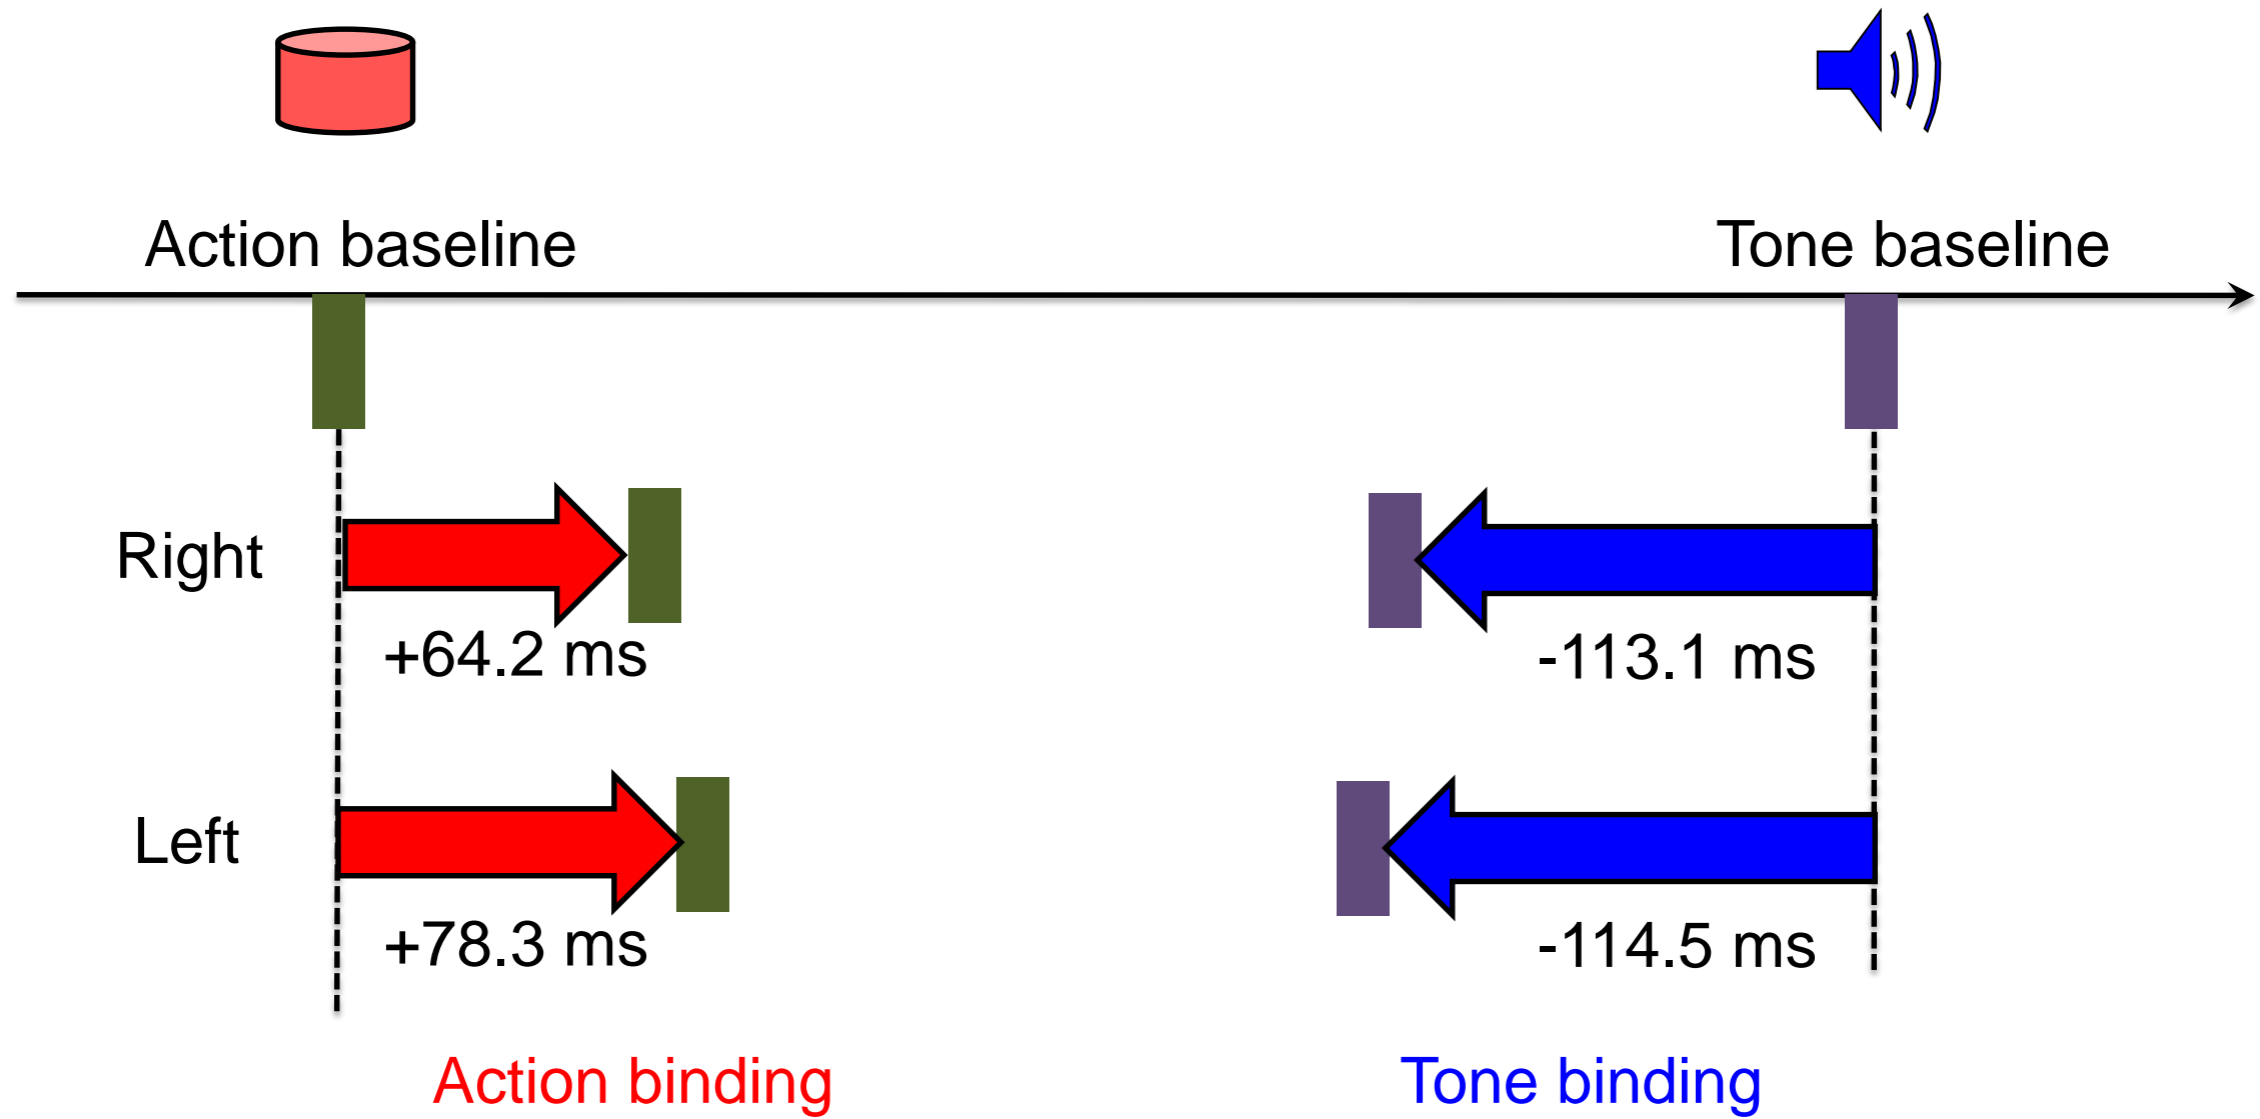 Action baseline
Tone baseline
Right
+64.2 ms
-113.1 ms
Left
+78.3 ms
-114.5 ms
Action binding
Tone binding